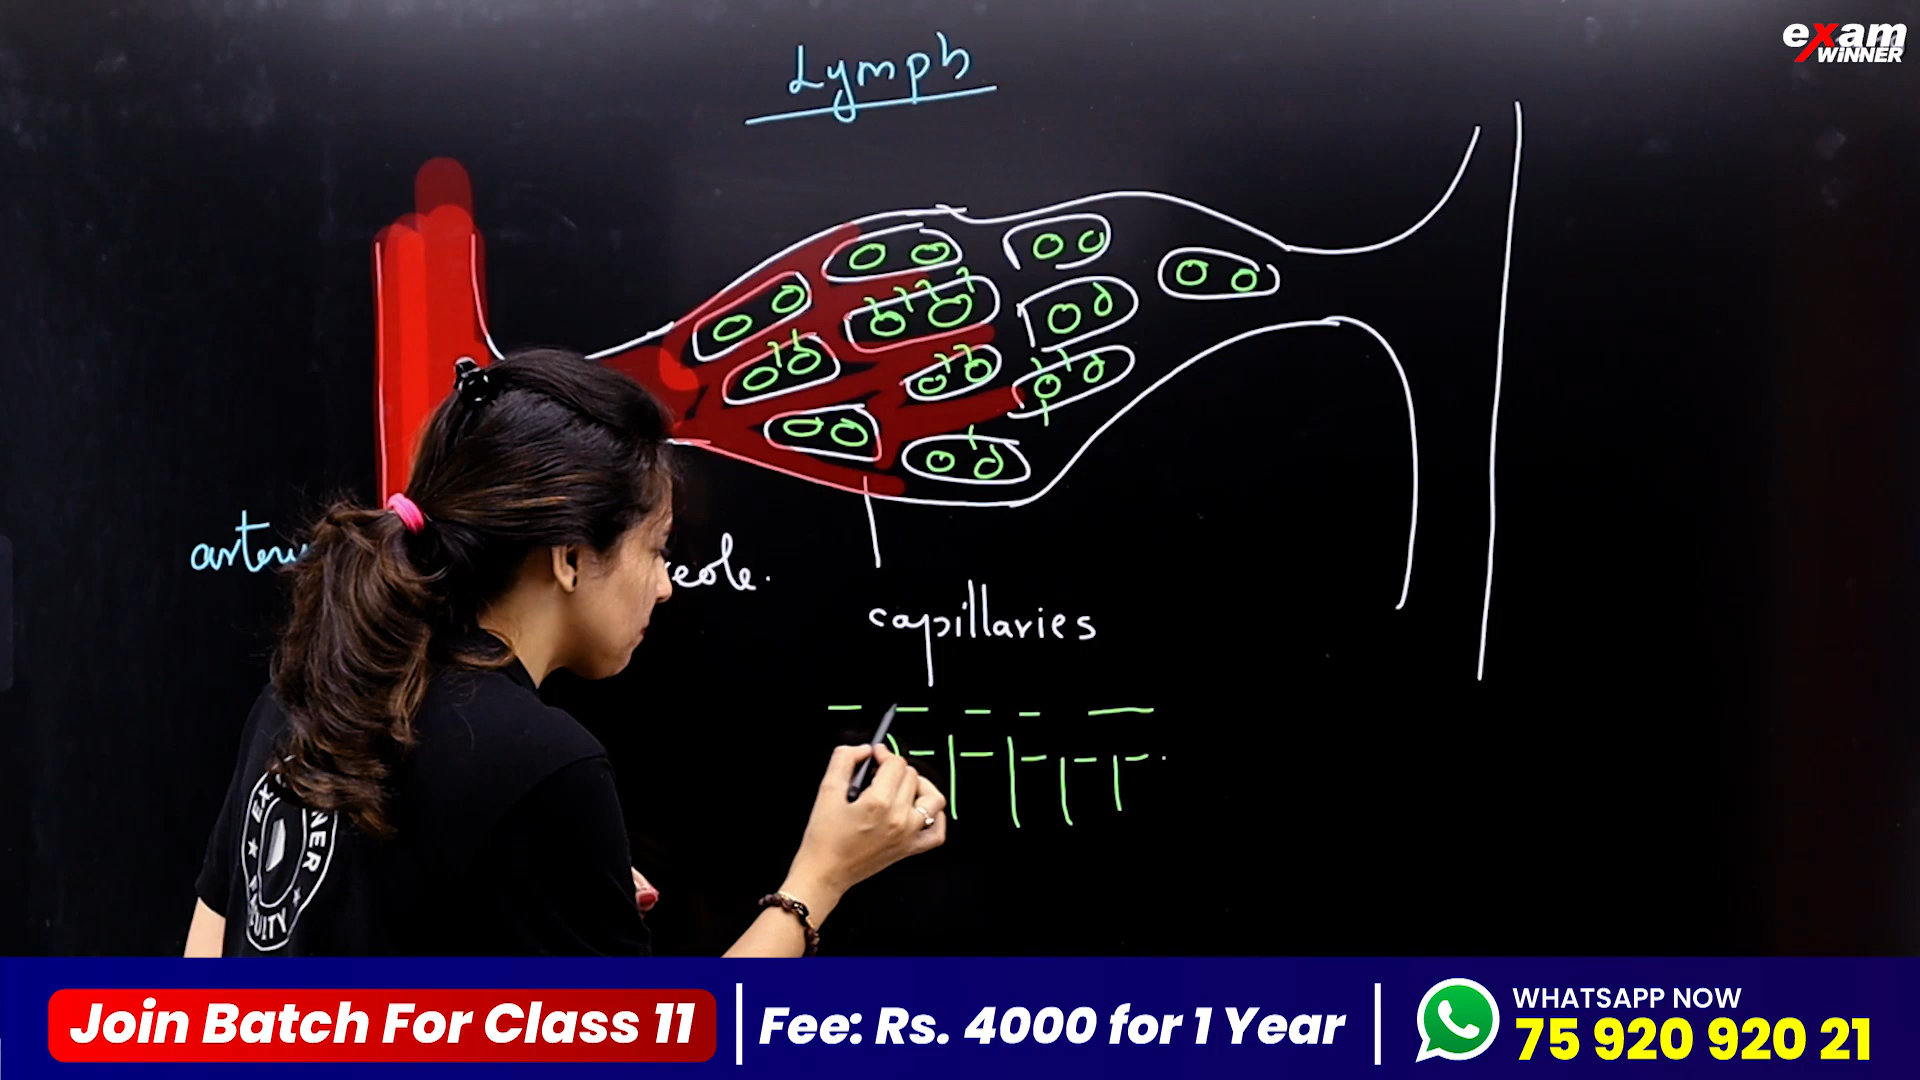 exam
WINNER
Lymph
capillaries
Join Batch For Class 11
Fee: Rs. 4000 for 1 Year
WHATSAPP NOW
75 920 920 21